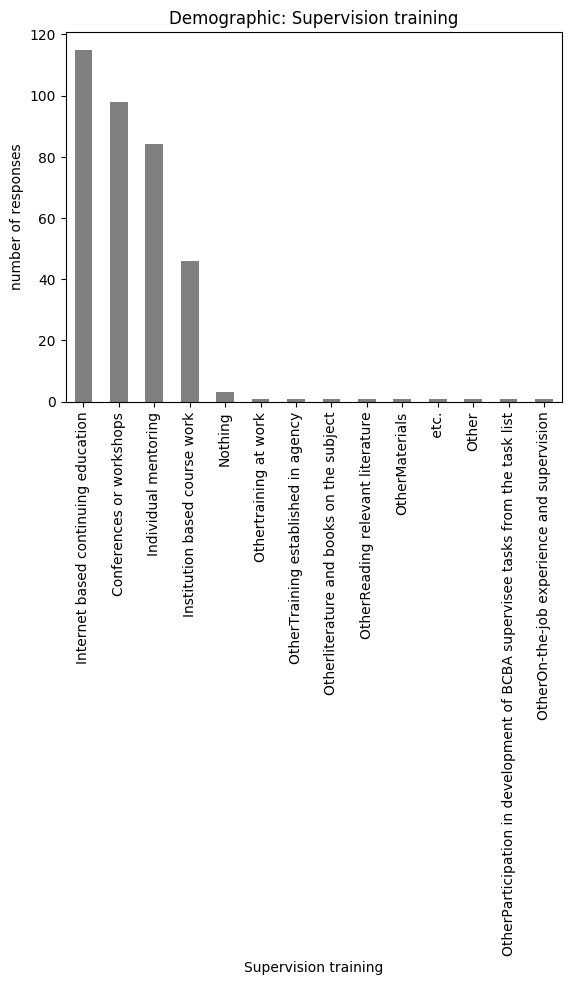 Demographic: Supervision training
120
100
80
60
40
20
0
number of responses
Internet based continuing education
Conferences or workshops
Individual mentoring
Institution based course work
Nothing
Othertraining at work
OtherTraining established in agency
Otherliterature and books on the subject
OtherReading relevant literature
OtherMaterials
etc.
Other
OtherParticipation in development of BCBA supervisee tasks from the task list
OtherOn-the-job experience and supervision
Supervision training